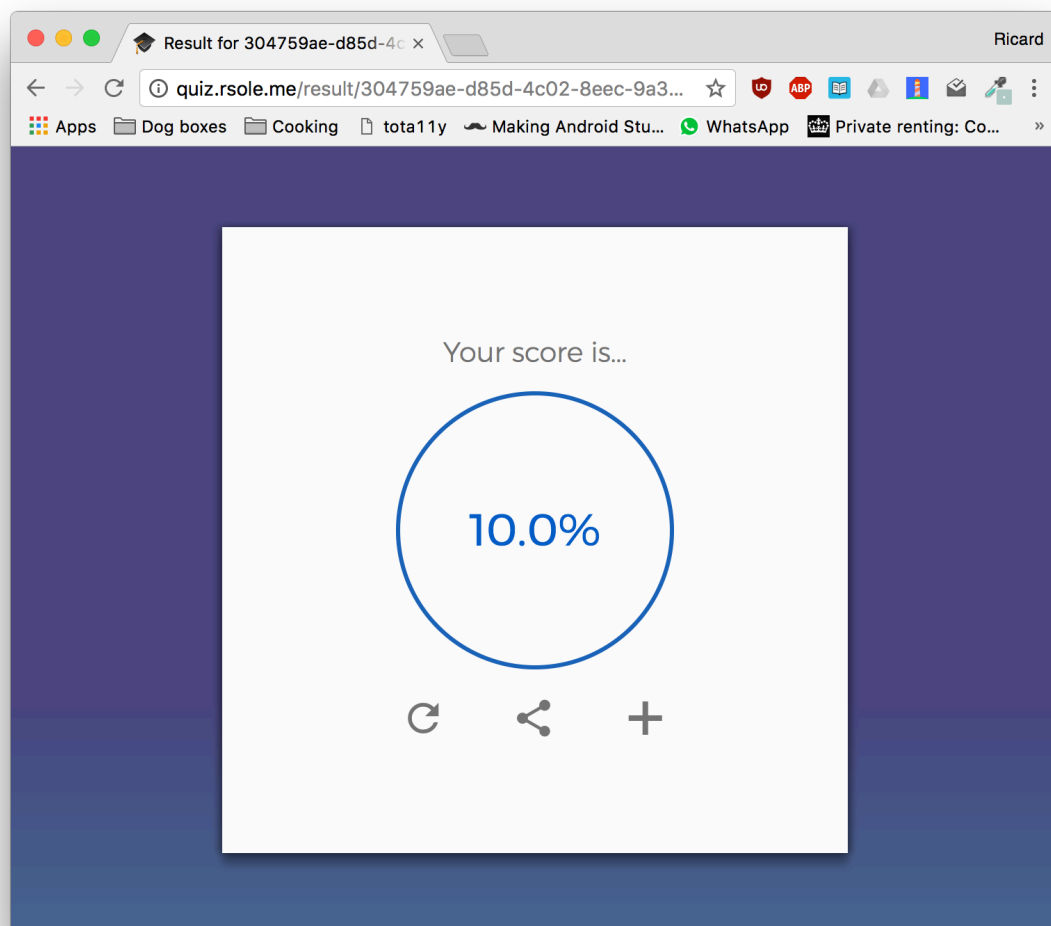 Result for 304759ae-d85d-4c
Ricard
quiz.rsole.me/result/304759ae-d85d-4c02-8eec-9a3...
ABP
Apps Dog boxes Cooking tota11y Making Android Stu... WhatsApp Private renting: Co... »
Your score is...
10.0%